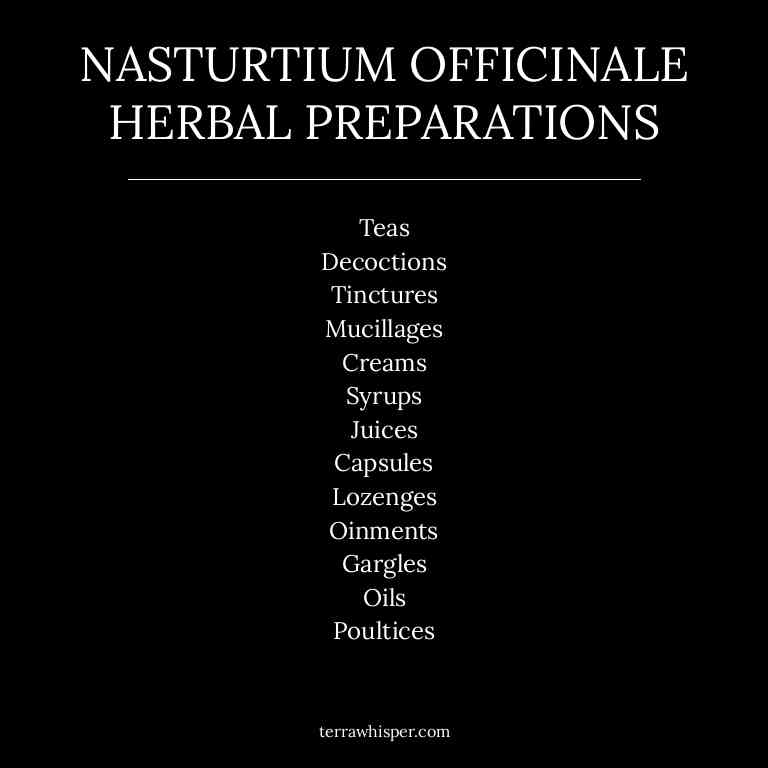 NASTURTIUM OFFICINALE
HERBAL PREPARATIONS
Teas
Decoctions
Tinctures
Mucillages
Creams
Syrups
Juices
Capsules
Lozenges
Oinments
Gargles
Oils
Poultices
terrawhisper.com